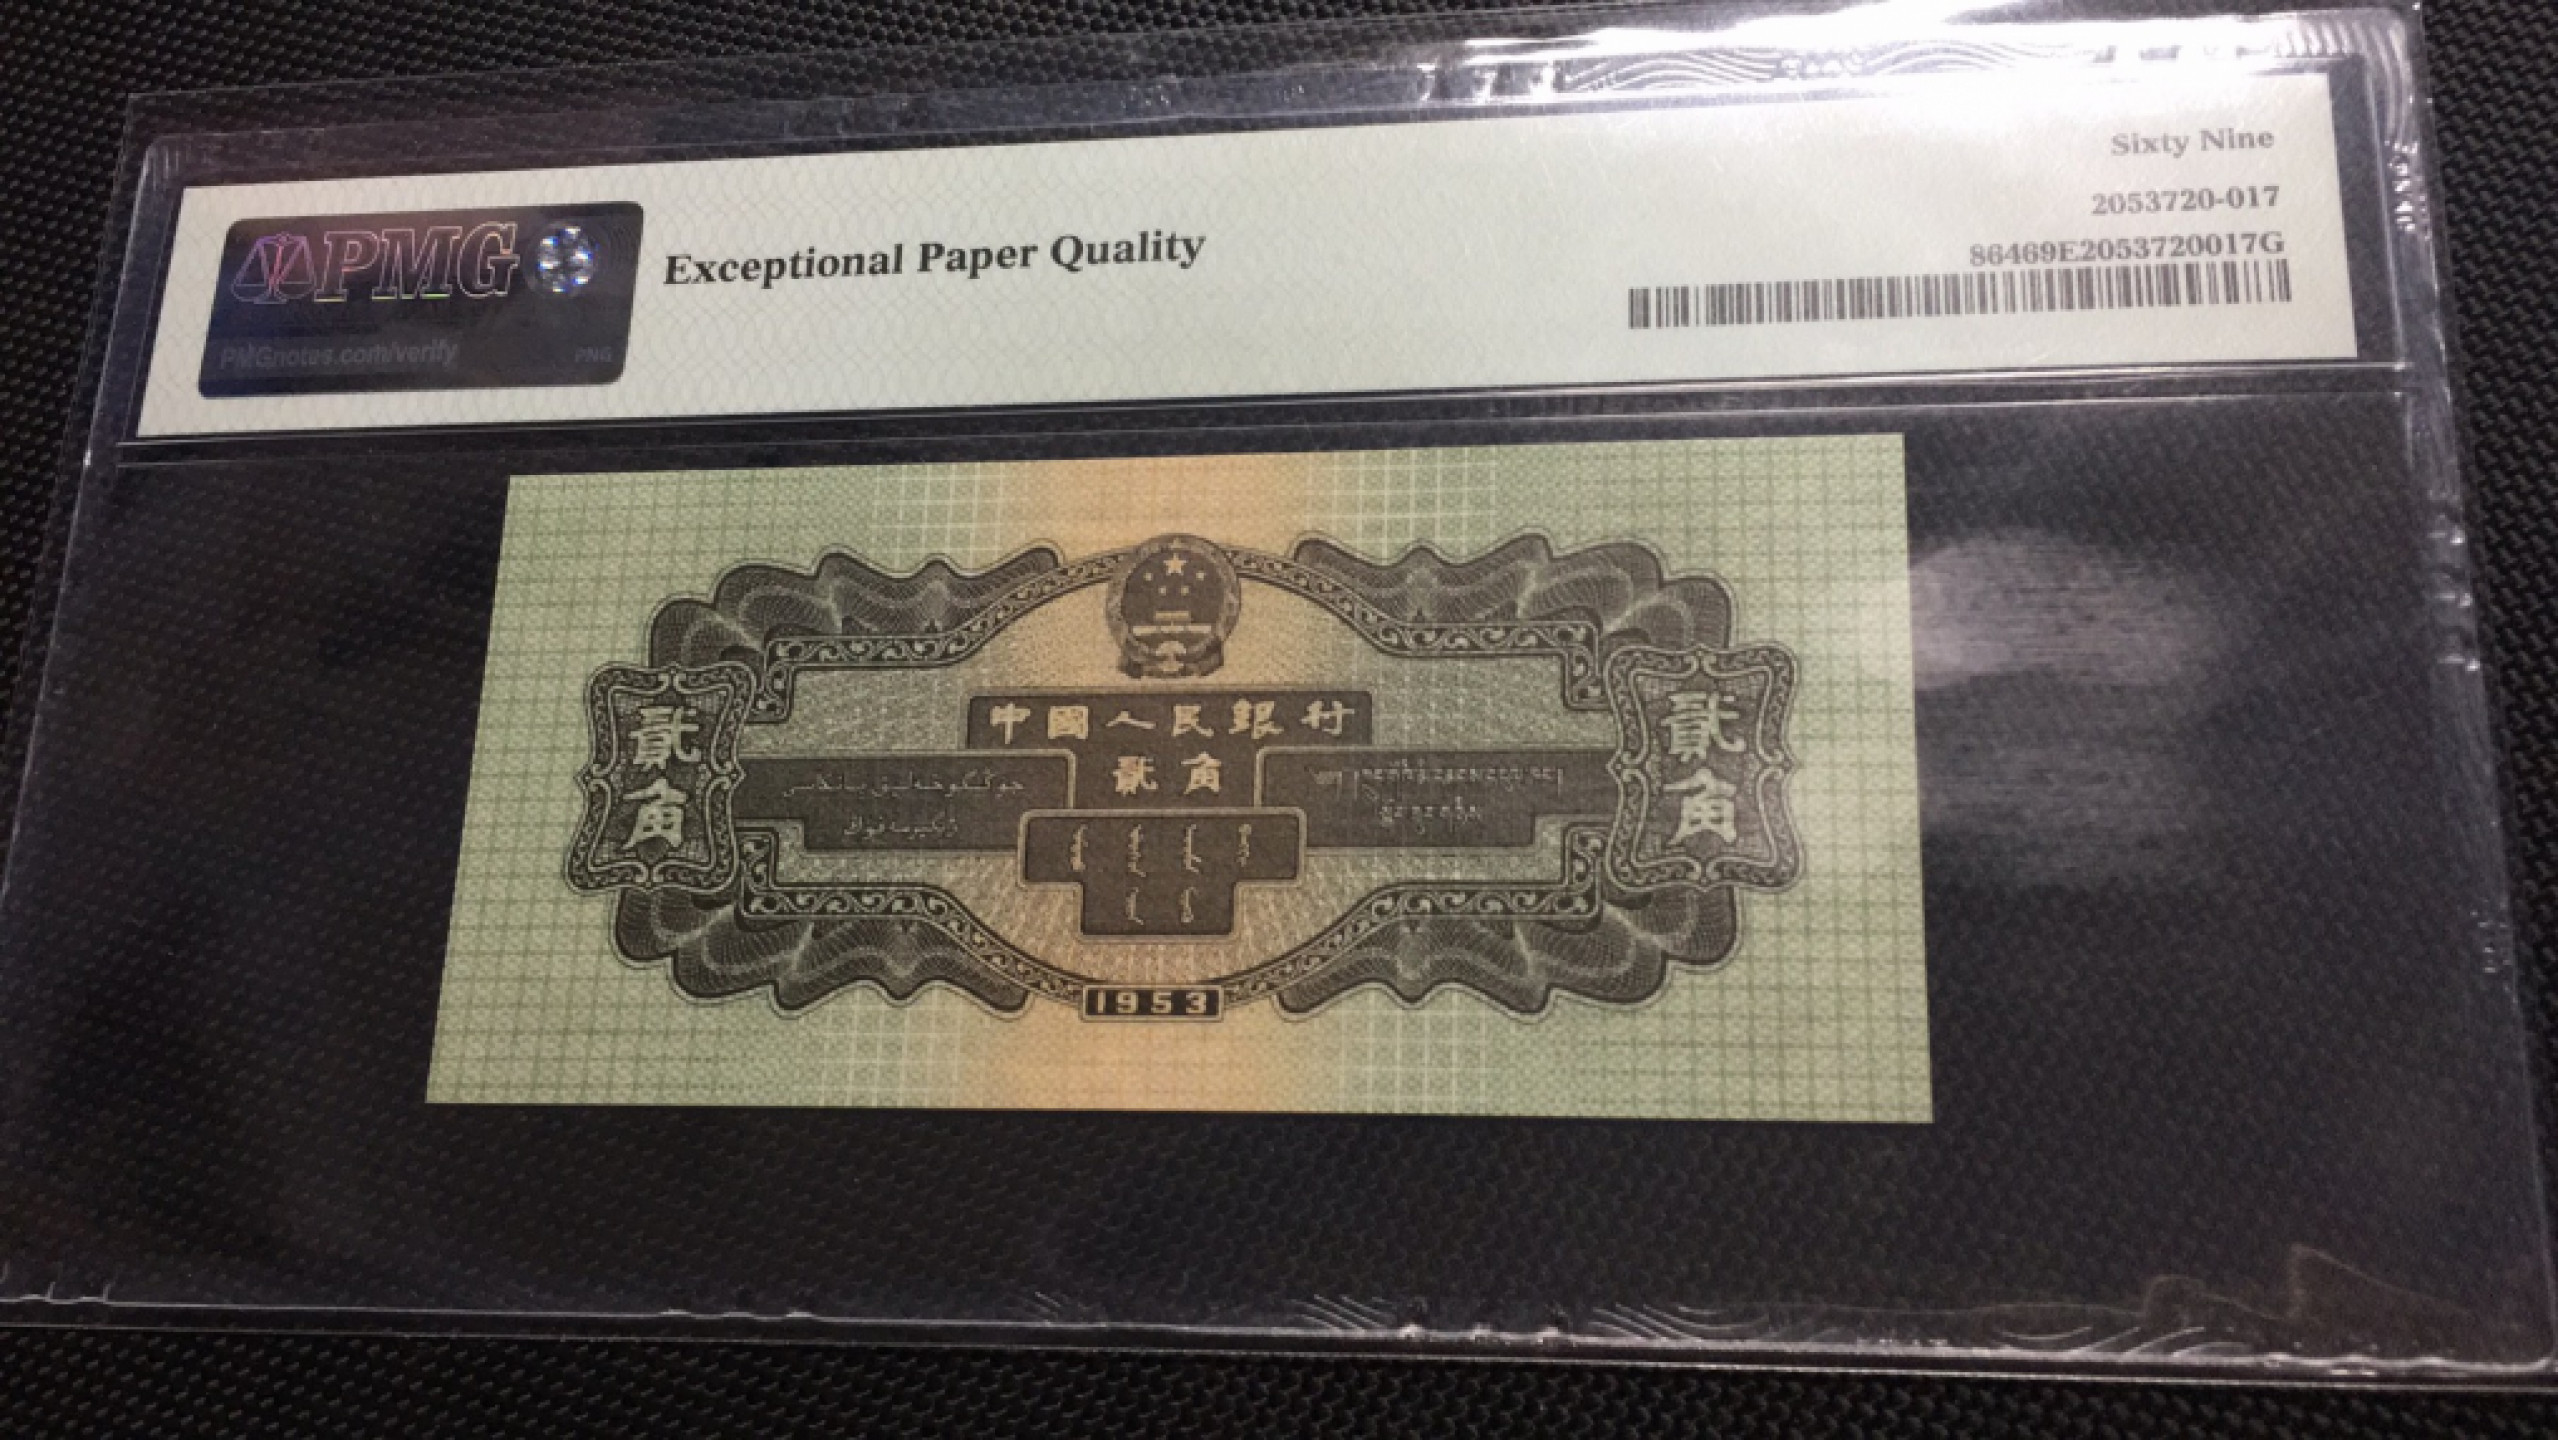 Sixty Nine
2053720-017
86469E2053720017G
PMG
Exceptional Paper Quality
PMGnotes.com/verify
PNG
中國人民銀行
貳角
貳角
貳角
1953